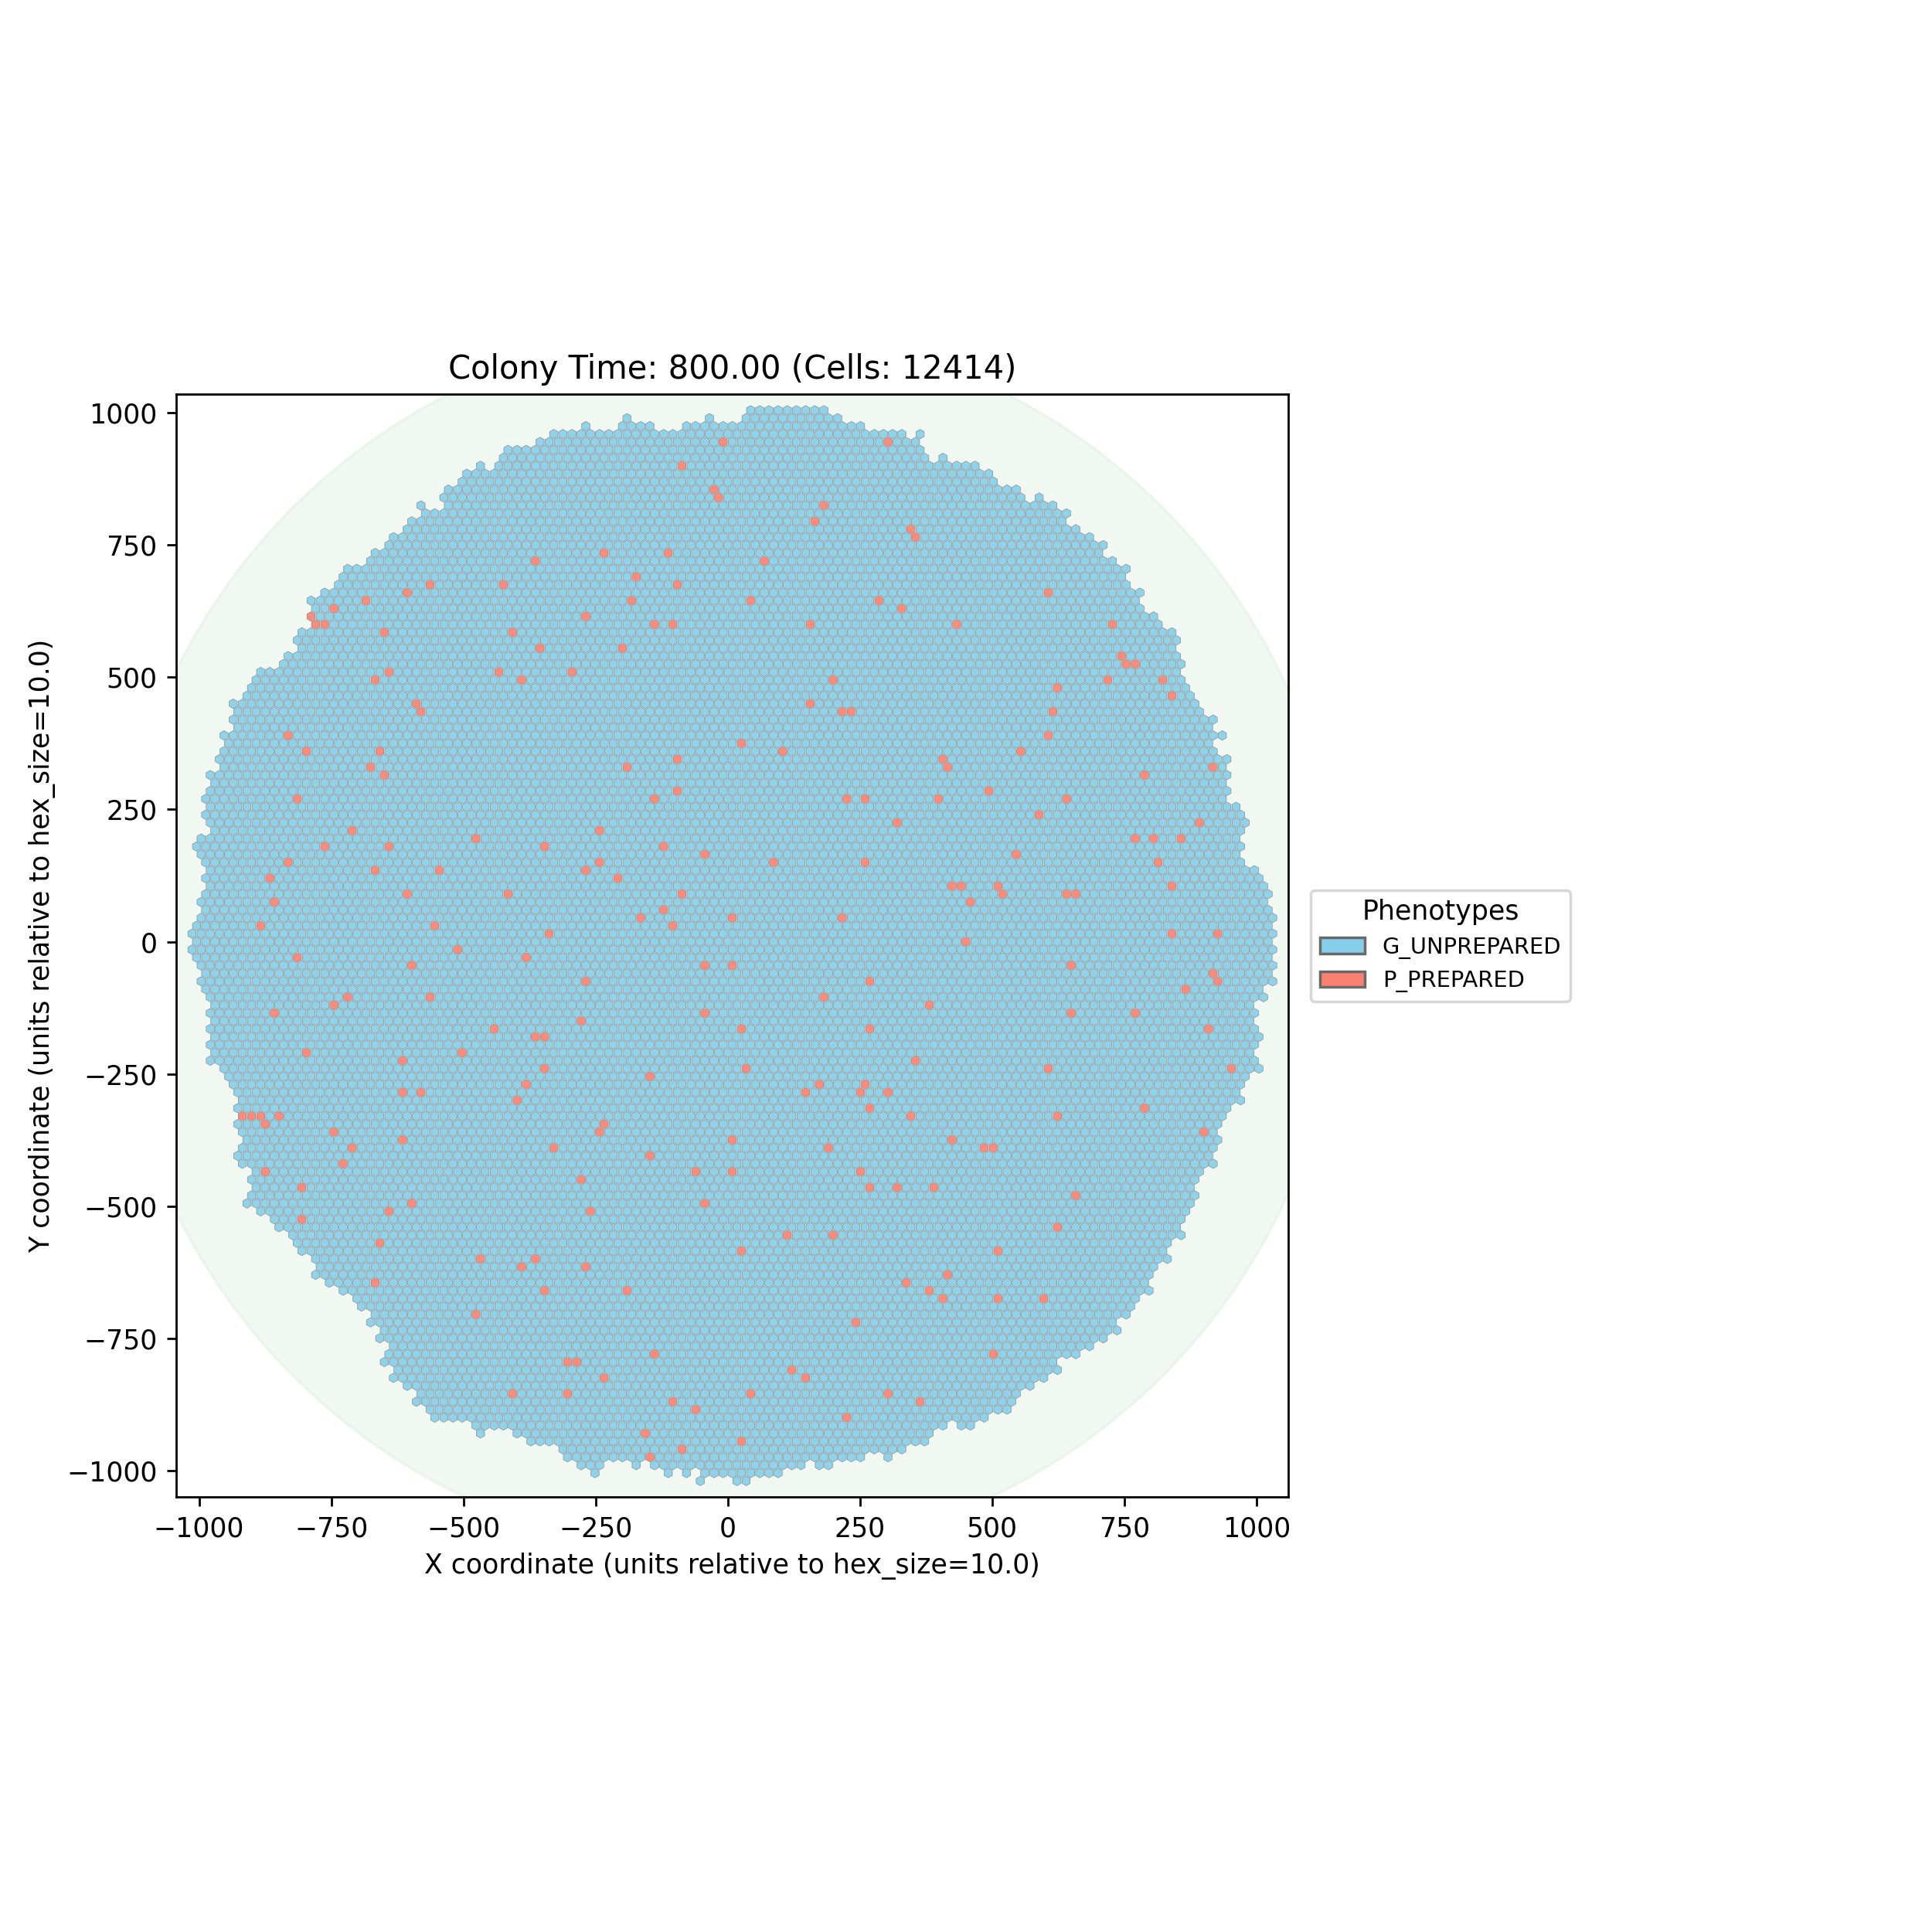 Colony Time: 800.00 (Cells: 12414)
1000
750
500
250
0
−250
−500
−750
−1000
Y coordinate (units relative to hex_size=10.0)
−1000 −750 −500 −250 0 250 500 750 1000
X coordinate (units relative to hex_size=10.0)
Phenotypes
G_UNPREPARED
P_PREPARED